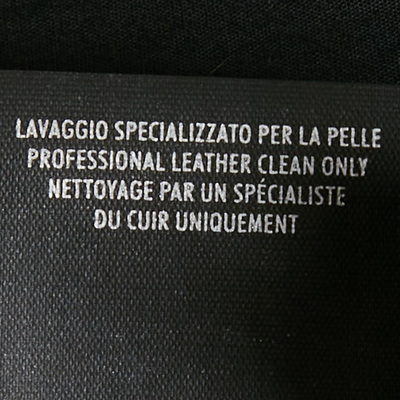 LAVAGGIO SPECIALIZZATO PER LA PELLE
PROFESSIONAL LEATHER CLEAN ONLY
NETTOYAGE PAR UN SPÉCIALISTE
DU CUIR UNIQUEMENT